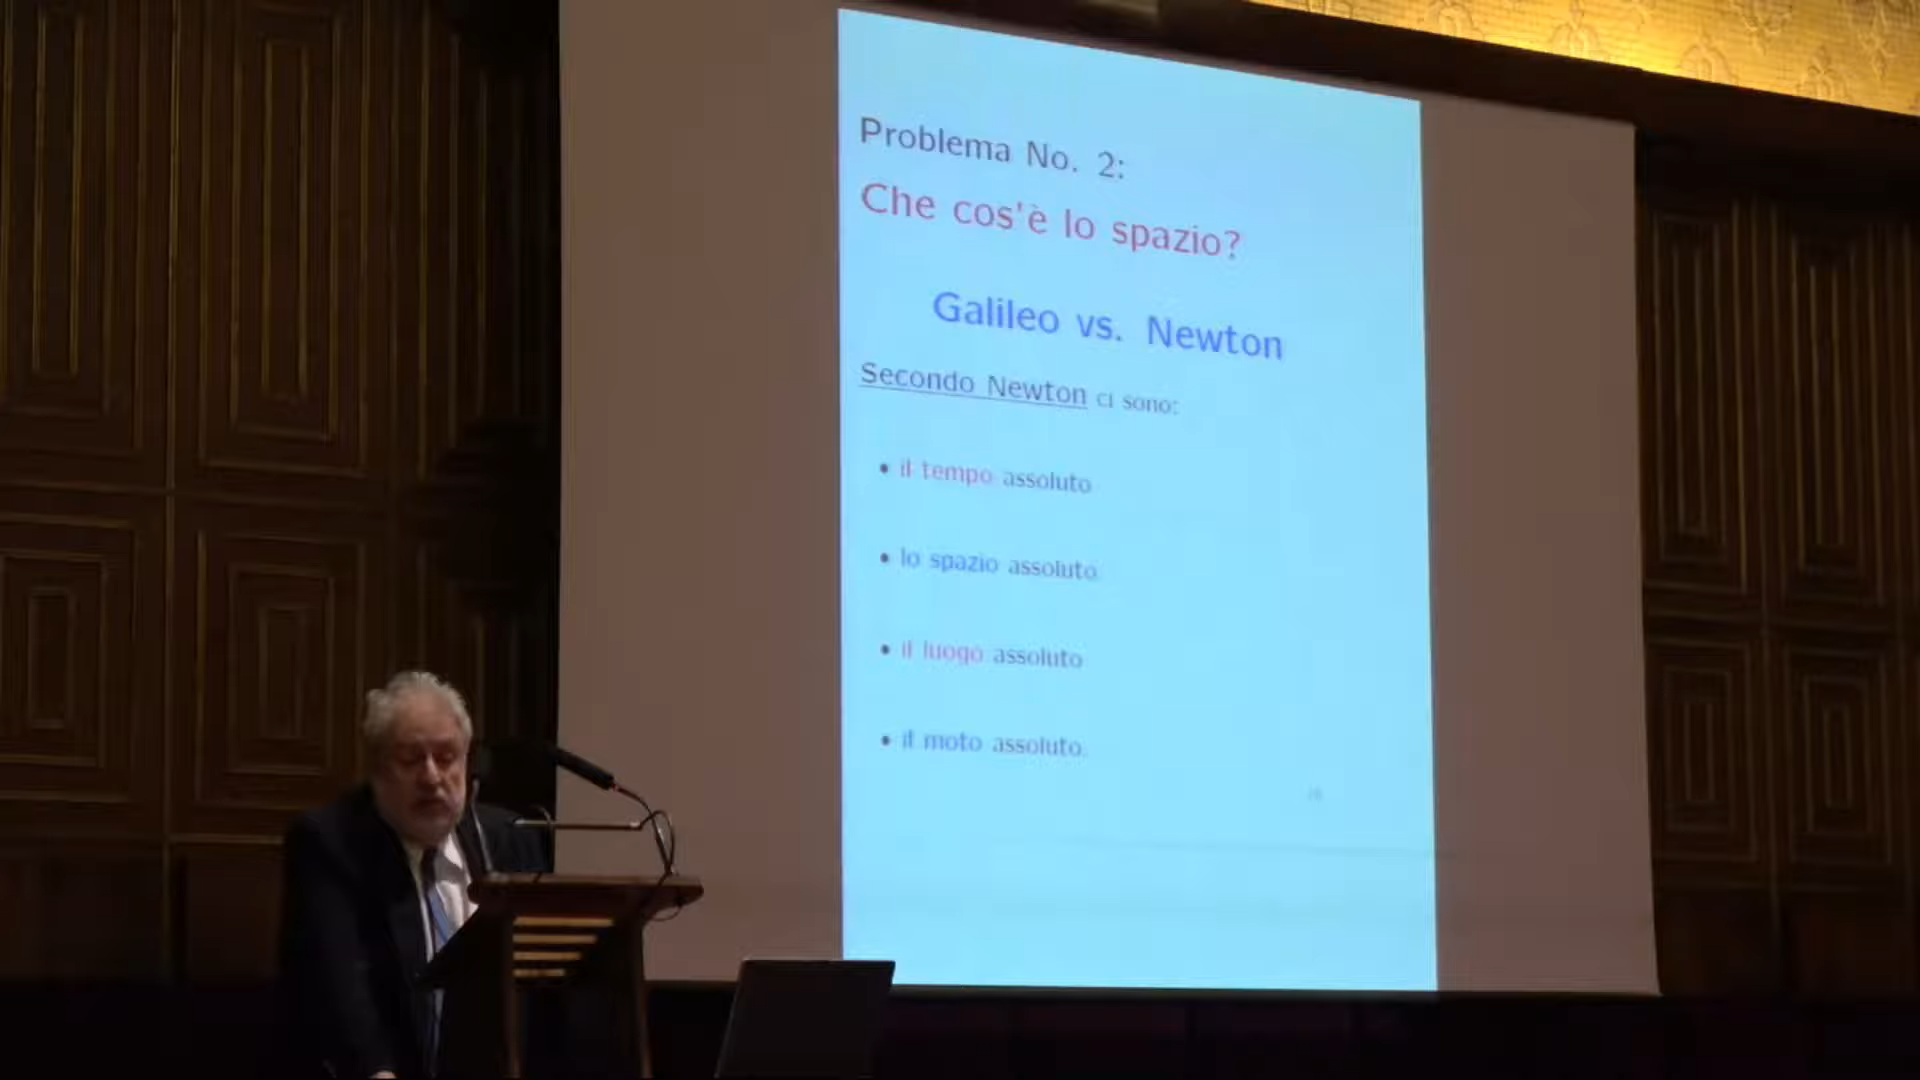 Problema No. 2:
Che cos'è lo spazio?
Galileo vs. Newton
Secondo Newton ci sono:
• il tempo assoluto
• lo spazio assoluto
• il luogo assoluto
• il moto assoluto.